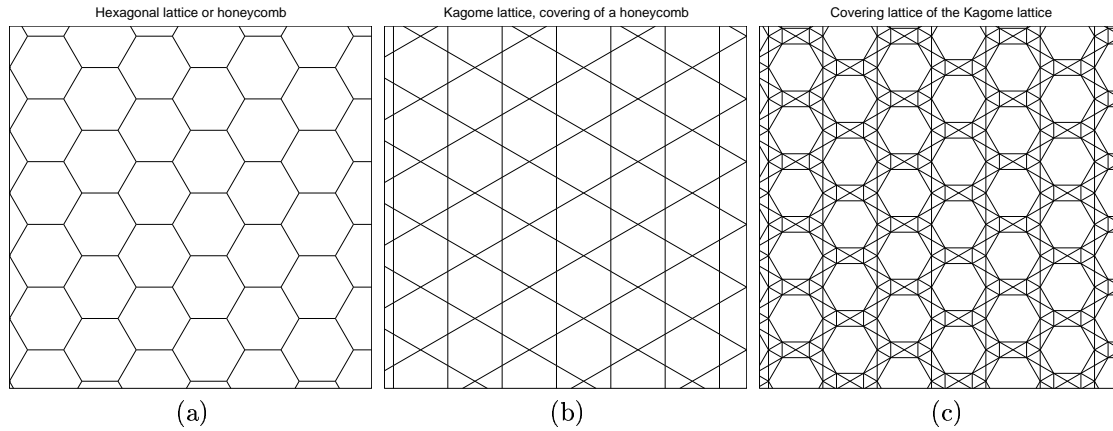 Hexagonal lattice or honeycomb
Kagome lattice, covering of a honeycomb
Covering lattice of the Kagome lattice
(a)
(b)
(c)